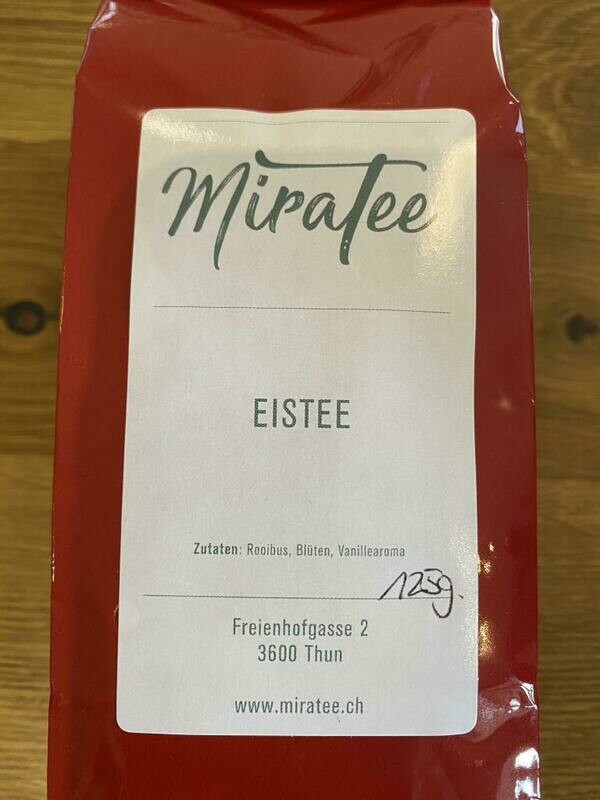 MiraTee
EISTEE
Zutaten: Rooibus, Blüten, Vanillearoma
125g.
Freienhofgasse 2
3600 Thun
www.miratee.ch